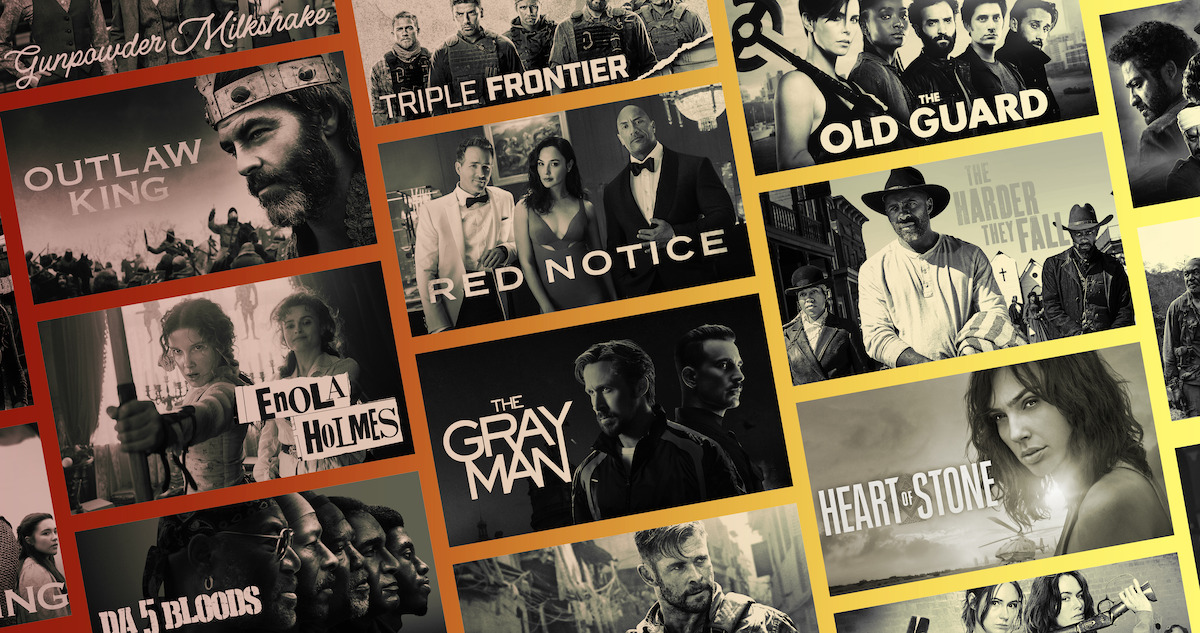 Gunpowder Milkshake
OUTLAW
KING
ENOLA
HOLMES
ING
DA 5 BLOODS
TRIPLE FRONTIER
RED NOTICE
THE
GRAY
MAN
THE
OLD GUARD
THE
HARDER
THEY FALL
HEART OF STONE